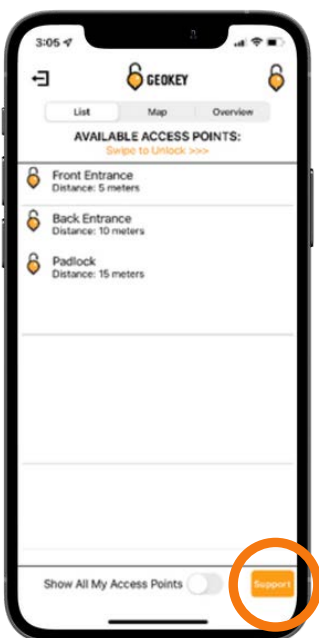 3:05
GEOKEY
List Map Overview
AVAILABLE ACCESS POINTS:
Swipe to Unlock >>>
Front Entrance
Distance: 5 meters
Back Entrance
Distance: 10 meters
Padlock
Distance: 15 meters
Show All My Access Points Support